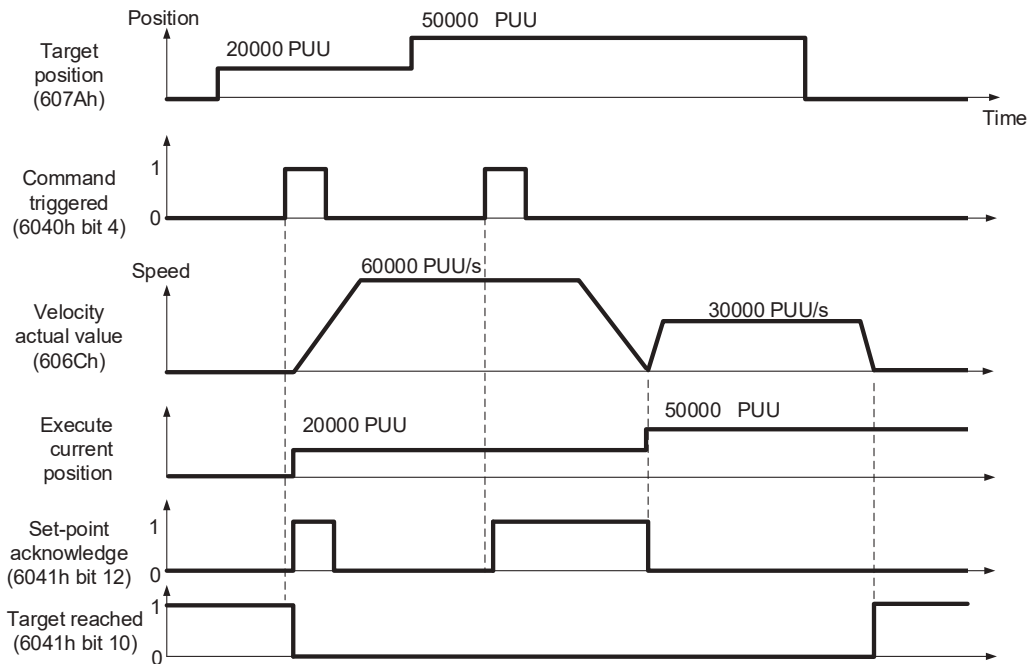 Position
Target
position
(607Ah)
20000 PUU
50000 PUU
Time
Command
triggered
(6040h bit 4)
1
0
Speed
Velocity
actual value
(606Ch)
60000 PUU/s
30000 PUU/s
Execute
current
position
20000 PUU
50000 PUU
Set-point
acknowledge
(6041h bit 12)
1
0
Target reached
(6041h bit 10)
1
0